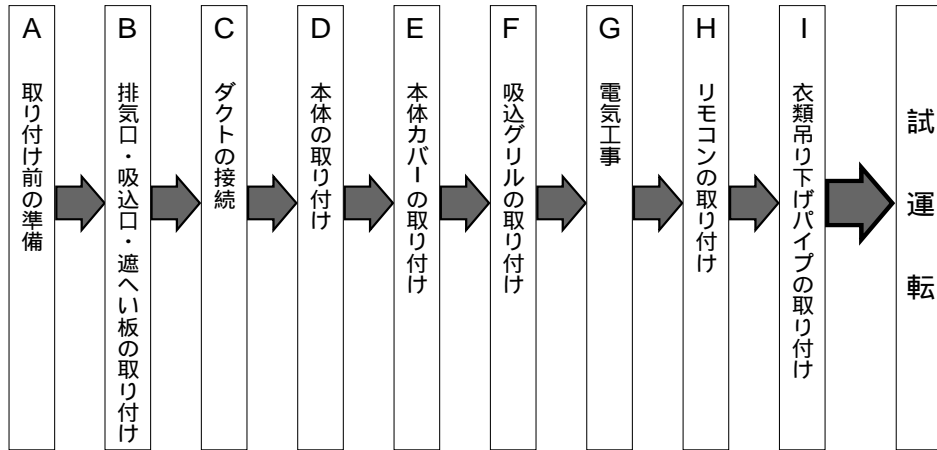 A
取り付け前の準備
B
排気口・吸込口・遮へい板の取り付け
C
ダクトの接続
D
本体の取り付け
E
本体カバーの取り付け
F
吸込グリルの取り付け
G
電気工事
H
リモコンの取り付け
I
衣類吊り下げパイプの取り付け
試運転